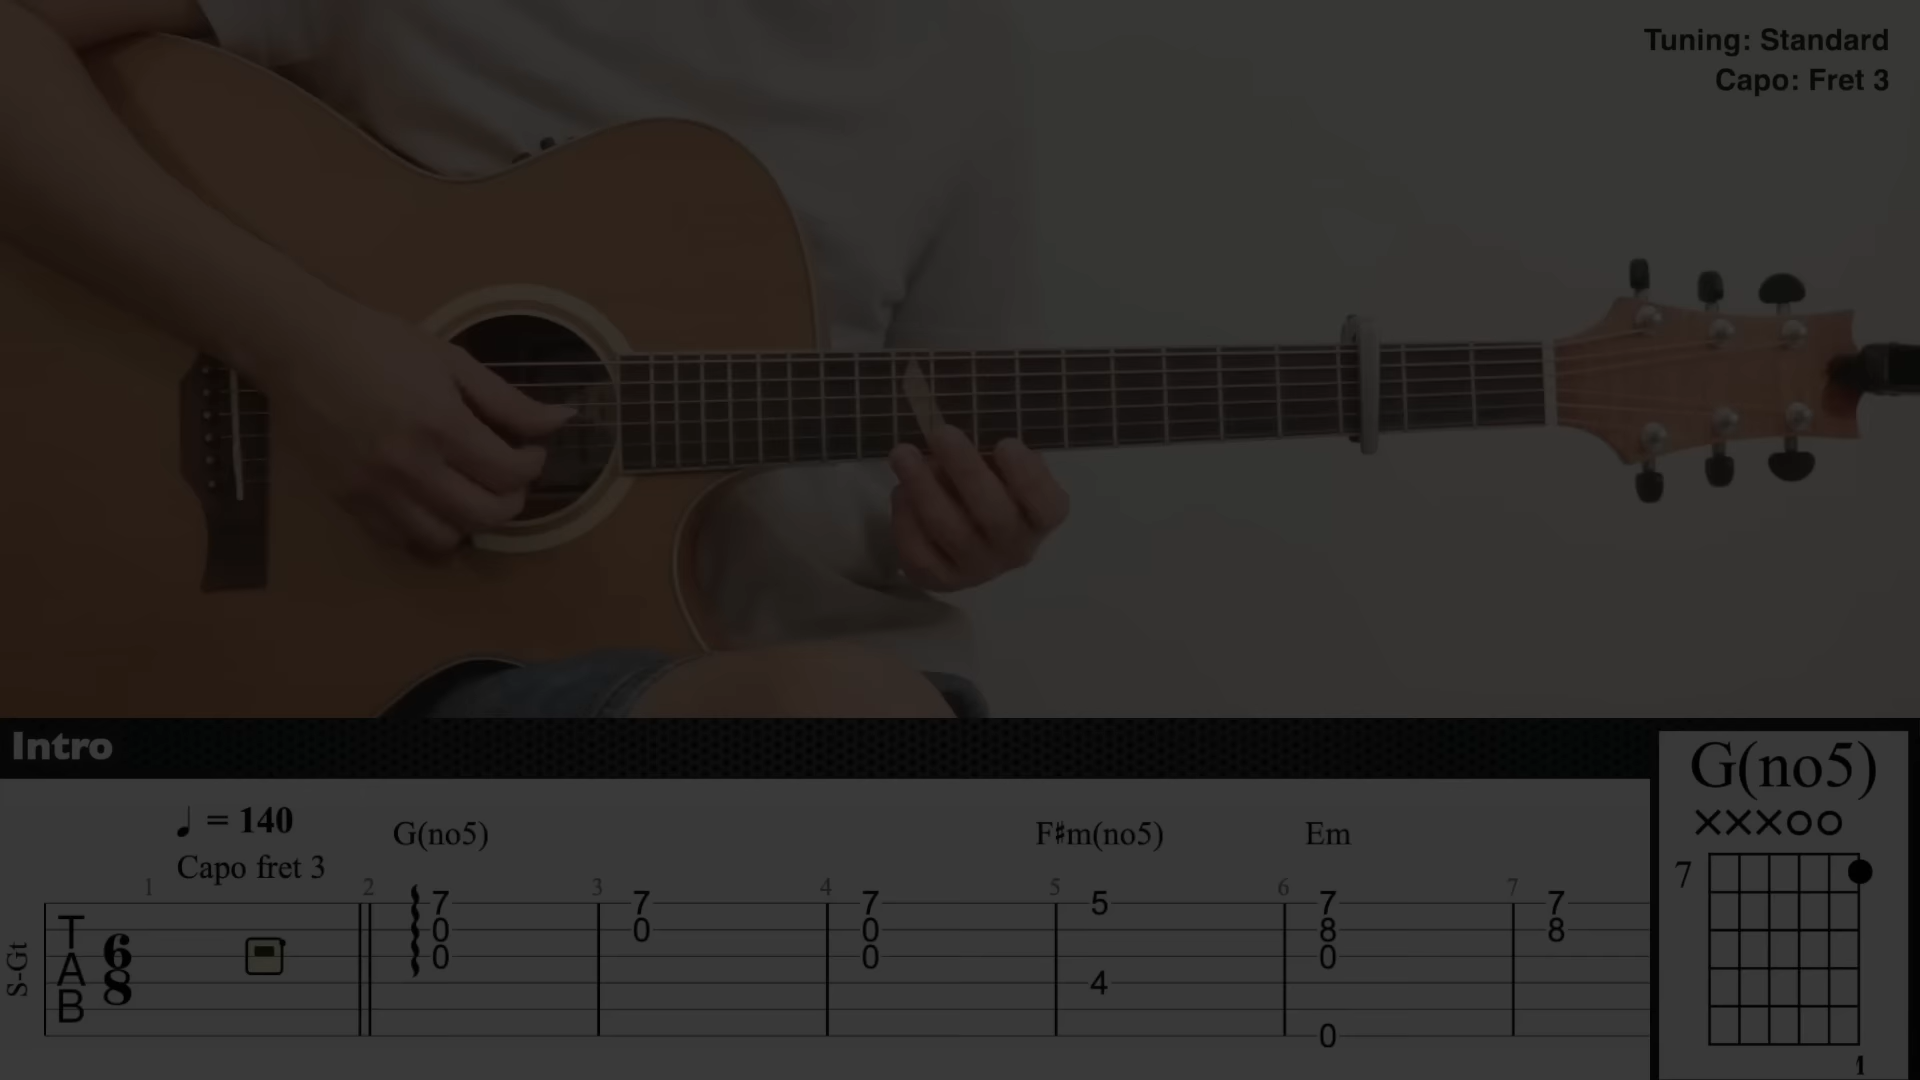 Tuning: Standard
Capo: Fret 3
Intro
G(no5)
♩ = 140
Capo fret 3
G(no5) F♯m(no5) Em
1 2 3 4 5 6 7
7 7 7 5 7 7
0 0 0 8 8
0 0 0
4
0
S-Gt
T
A
B
6
8
×××○○
7
1